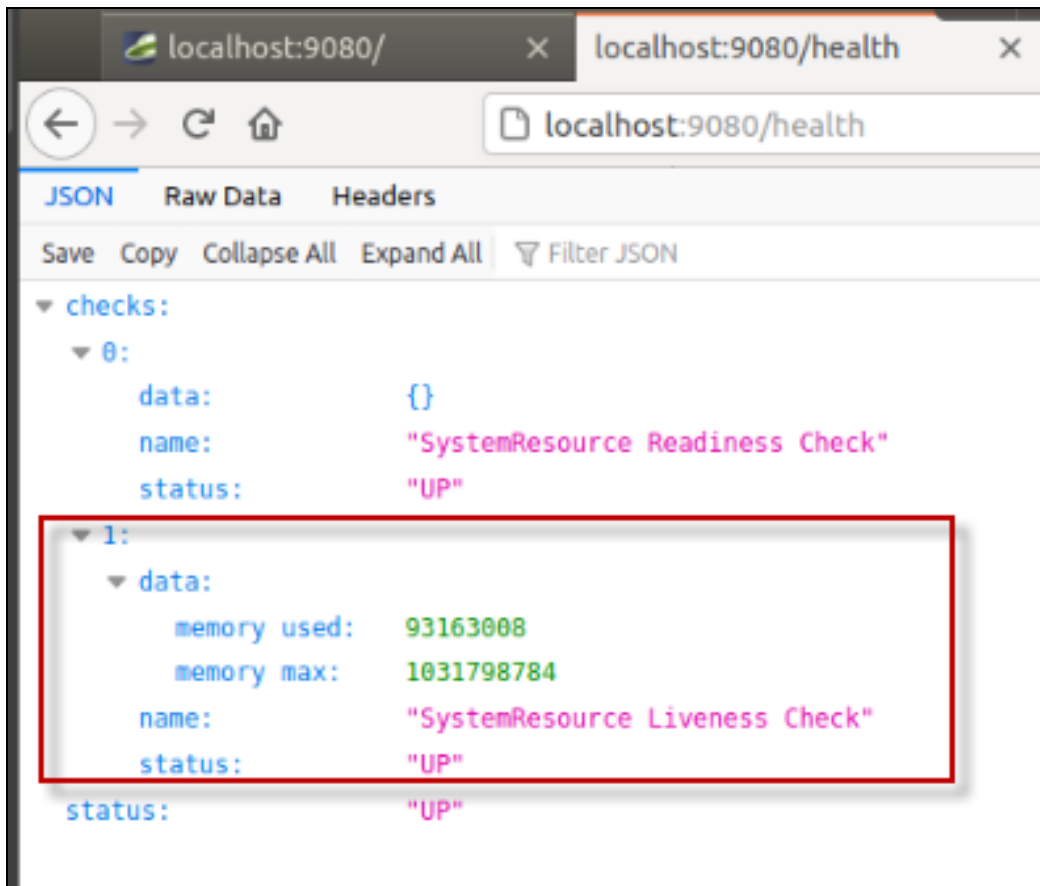 localhost:9080/ localhost:9080/health
localhost:9080/health
JSON Raw Data Headers
Save Copy Collapse All Expand All Filter JSON
checks:
0:
data: {}
name: "SystemResource Readiness Check"
status: "UP"
1:
data:
memory used: 93163008
memory max: 1031798784
name: "SystemResource Liveness Check"
status: "UP"
status: "UP"